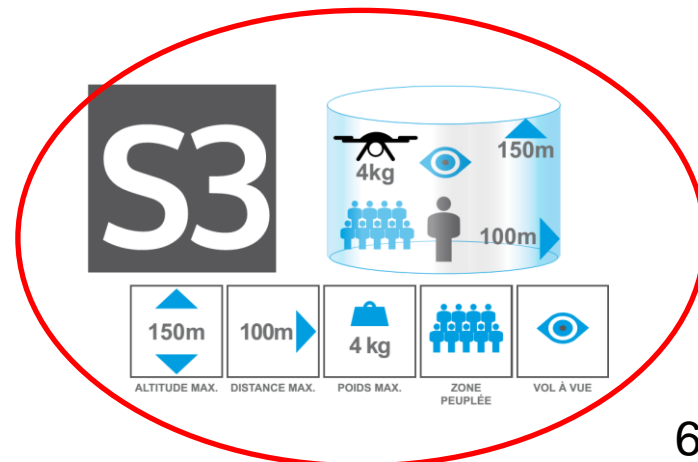 S3
150m
4kg
100m
150m
100m
4 kg
ALTITUDE MAX.
DISTANCE MAX.
POIDS MAX.
ZONE
PEUPLÉE
VOL À VUE
6